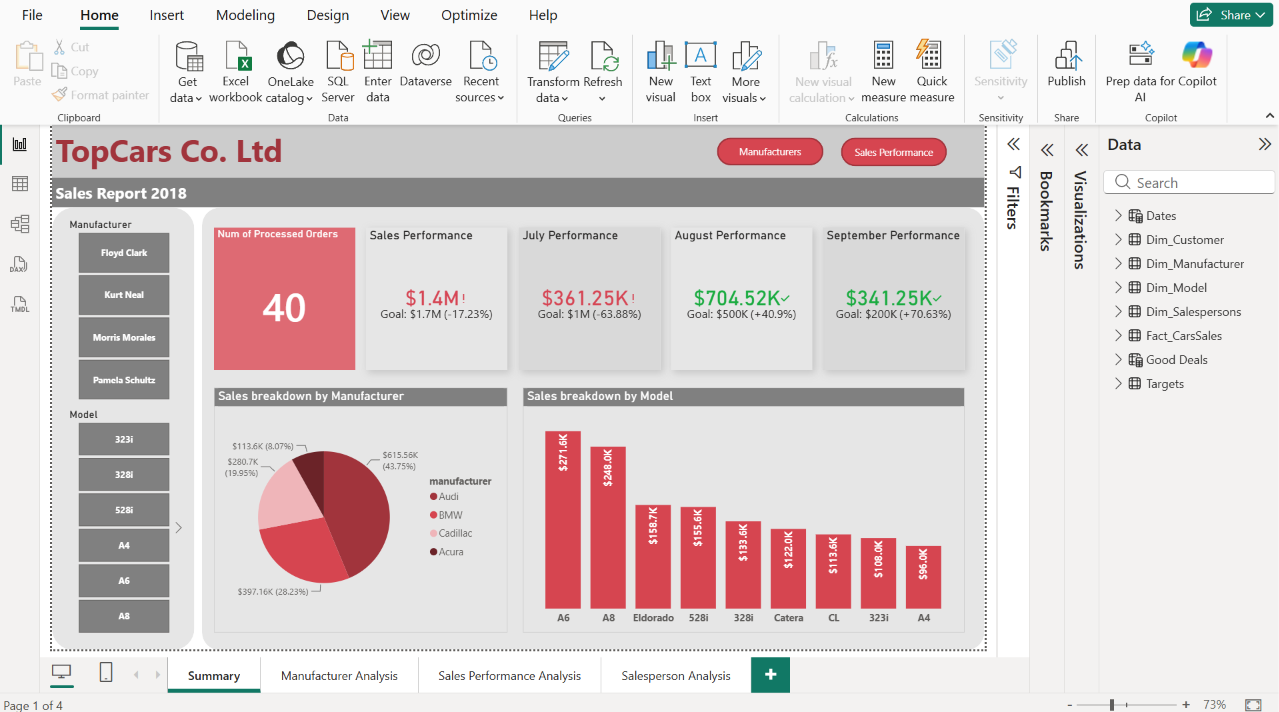 File Home Insert Modeling Design View Optimize Help Share
Paste Cut Copy Format painter
Get data Excel workbook OneLake catalog SQL Server Enter data Dataverse Recent sources
Transform data Refresh
New visual Text box More visuals
New visual calculation New measure Quick measure
Sensitivity Publish Prep data for AI Copilot
Clipboard Data Queries Insert Calculations Sensitivity Share Copilot
TopCars Co. Ltd
Manufacturers Sales Performance
Sales Report 2018
Manufacturer
Floyd Clark
Kurt Neal
Morris Morales
Pamela Schultz
Model
323i
328i
528i
A4
A6
A8
Num of Processed Orders
40
Sales Performance
$1.4M!
Goal: $1.7M (-17.23%)
July Performance
$361.25K!
Goal: $1M (-63.88%)
August Performance
$704.52K
Goal: $500K (+40.9%)
September Performance
$341.25K
Goal: $200K (+70.63%)
Sales breakdown by Manufacturer
$113.6K (8.07%)
$280.7K
(19.95%)
$615.56K
(43.75%)
$397.16K (28.23%)
manufacturer
Audi
BMW
Cadillac
Acura
Sales breakdown by Model
$271.6K $248.0K $158.7K $155.6K $133.6K $122.0K $113.6K $108.0K $96.0K
A6 A8 Eldorado 528i 328i Catera CL 323i A4
Filters
Bookmarks
Visualizations
Data
Search
Dates
Dim_Customer
Dim_Manufacturer
Dim_Model
Dim_Salespersons
Fact_CarsSales
Good Deals
Targets
DAX
TMDL
Summary Manufacturer Analysis Sales Performance Analysis Salesperson Analysis +
Page 1 of 4 - + 73%